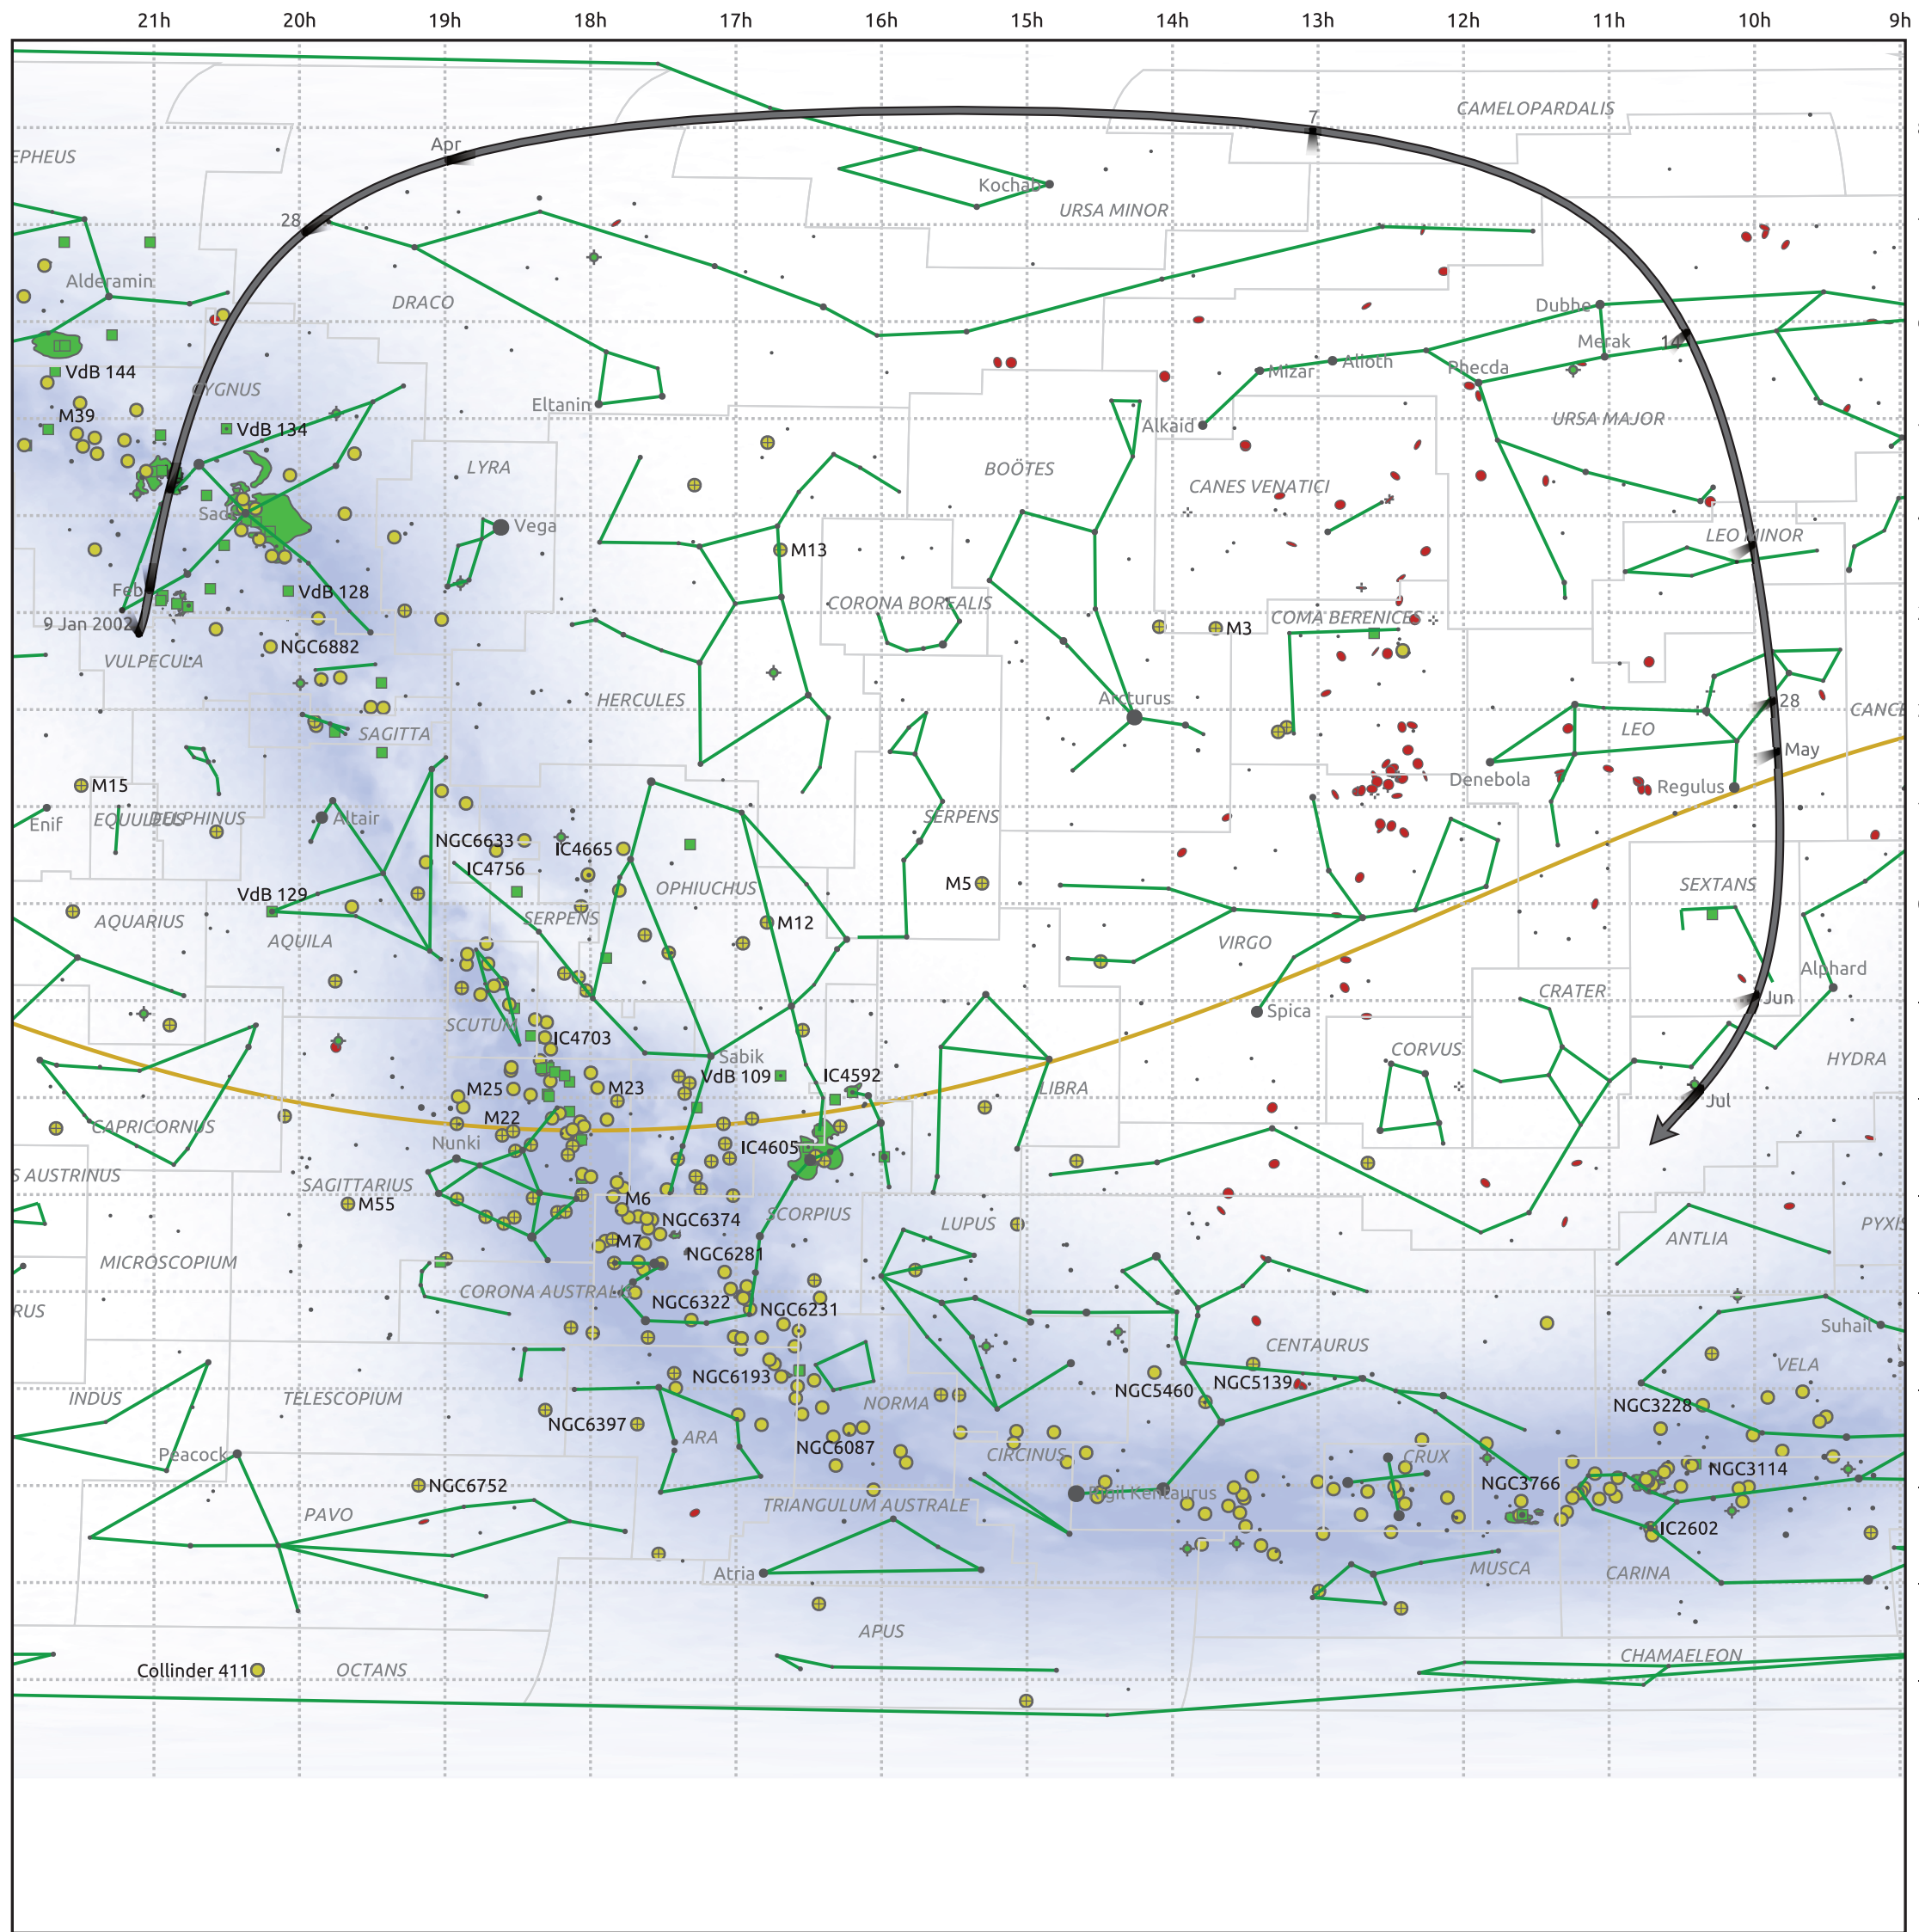 21h 20h 19h 18h 17h 16h 15h 14h 13h 12h 11h 10h 9h
CAMELOPARDALIS
7
Apr
EPHEUS
Kochab
URSA MINOR
28
Alderamin
DRACO
Dubhe
Merak
14
VdB 144
Mizar
Alioth
Phecda
CYGNUS
Eltanin
M39
VdB 134
Alkaid
URSA MAJOR
LYRA
BOÖTES
CANES VENATICI
Vega
LEO MINOR
M13
Feb
VdB 128
CORONA BOREALIS
COMA BERENICES
9 Jan 2002
M3
NGC6882
VULPECULA
HERCULES
Arcturus
28
CANCE
SAGITTA
LEO
May
Denebola
M15
Regulus
Enif
EQUULEUS
DELPHINUS
Altair
SERPENS
NGC6633
IC4665
IC4756
M5
OPHIUCHUS
SEXTANS
VdB 129
AQUARIUS
SERPENS
M12
AQUILA
VIRGO
Alphard
CRATER
Jun
SCUTUM
Spica
IC4703
CORVUS
Sabik
HYDRA
VdB 109
IC4592
M25
M23
LIBRA
Jul
M22
CAPRICORNUS
Nunki
IC4605
S AUSTRINUS
SAGITTARIUS
M6
M55
SCORPIUS
NGC6374
LUPUS
PYXIS
M7
ANTLIA
NGC6281
MICROSCOPIUM
CORONA AUSTRALIS
NGC6322
NGC6231
RUS
Suhail
CENTAURUS
VELA
NGC6193
NGC5139
NGC5460
INDUS
TELESCOPIUM
NORMA
NGC3228
NGC6397
ARA
NGC6087
Peacock
CIRCINUS
CRUX
NGC3114
NGC6752
NGC3766
Rigil Kentaurus
TRIANGULUM AUSTRALE
PAVO
IC2602
Atria
MUSCA
CARINA
APUS
CHAMAELEON
Collinder 411
OCTANS